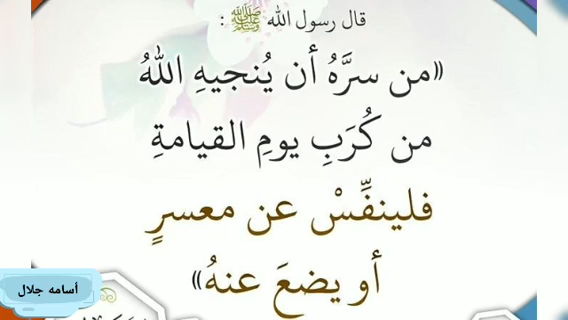 قال رسول الله ﷺ :
«من سرَّهُ أن يُنجيهِ اللهُ
من كُرَبِ يومِ القيامةِ
فلينفِّسْ عن معسرٍ
أو يضعَ عنهُ»
أسامه جلال